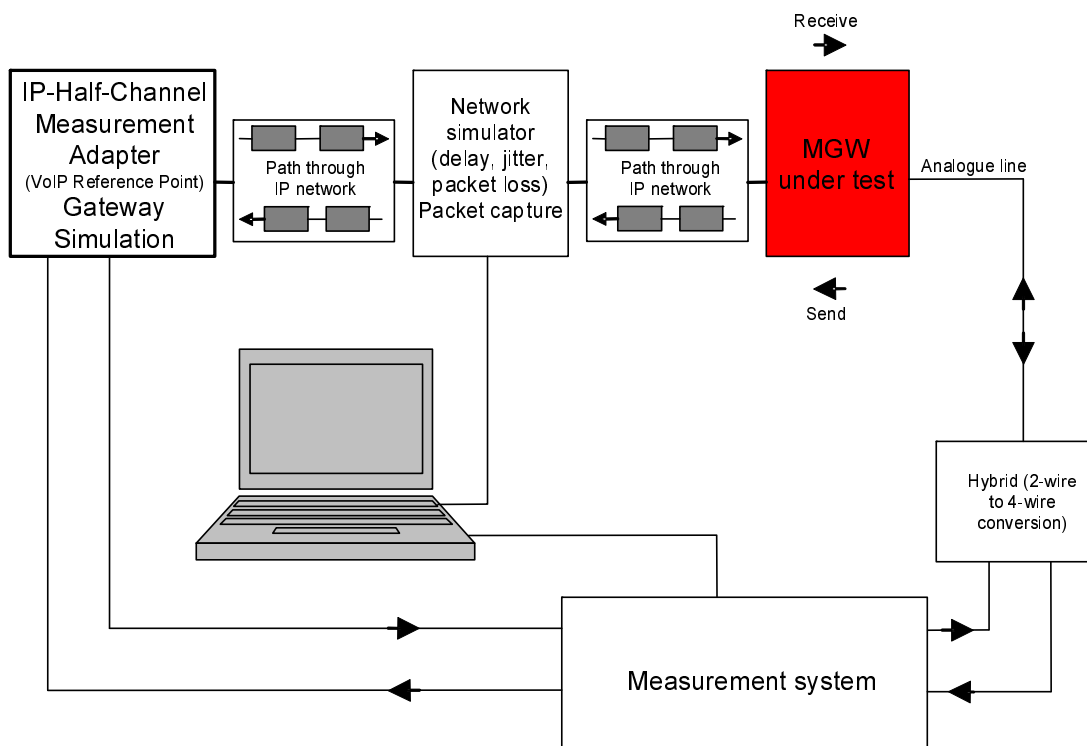 Receive
IP-Half-Channel
Measurement
Adapter
(VoIP Reference Point)
Gateway
Simulation
Path through
IP network
Network
simulator
(delay, jitter,
packet loss)
Packet capture
Path through
IP network
MGW
under test
Analogue line
Send
Hybrid (2-wire
to 4-wire
conversion)
Measurement system